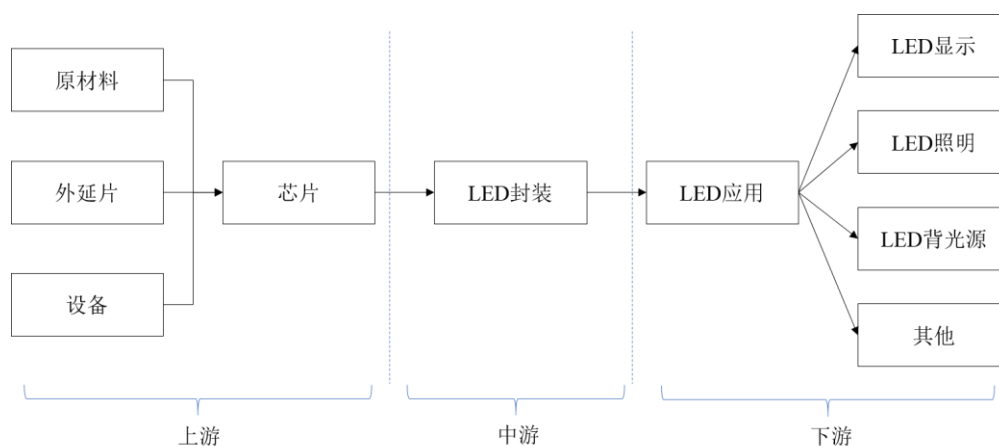 原材料
外延片
设备
芯片
LED封装
LED应用
LED显示
LED照明
LED背光源
其他
上游
中游
下游